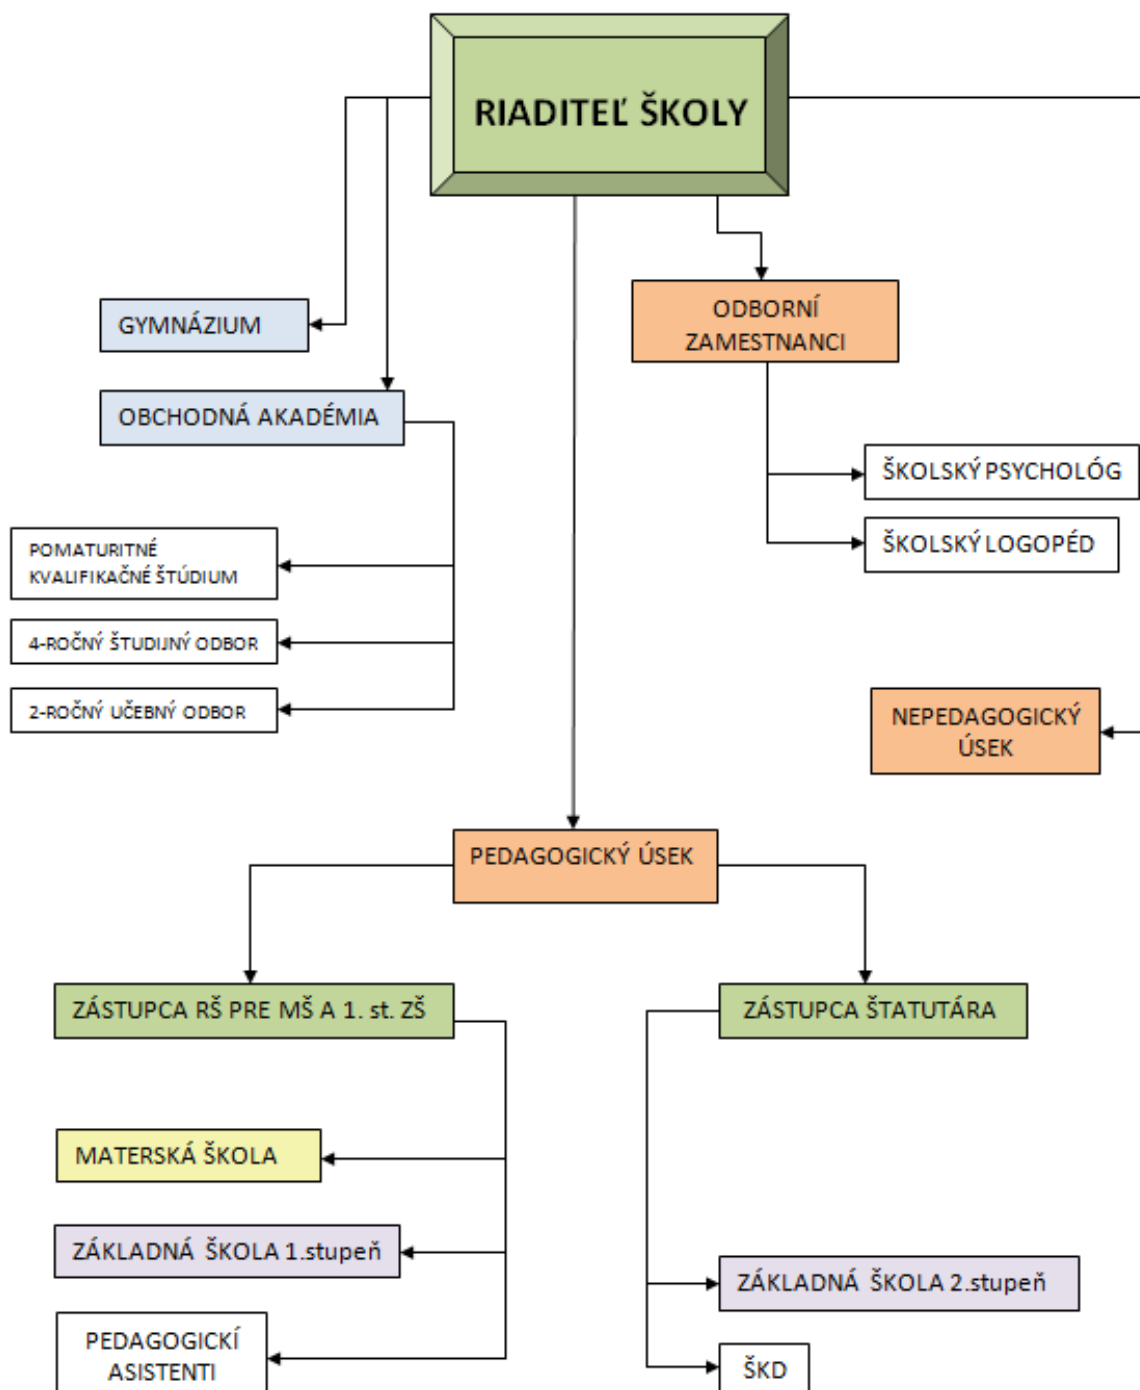 RIADITEĽ ŠKOLY
GYMNÁZIUM
OBCHODNÁ AKADÉMIA
POMATURITNÉ
KVALIFIKAČNÉ ŠTÚDIUM
4-ROČNÝ ŠTUDIJNÝ ODBOR
2-ROČNÝ UČEBNÝ ODBOR
ODBORNÍ
ZAMESTNANCI
ŠKOLSKÝ PSYCHOLÓG
ŠKOLSKÝ LOGOPÉD
NEPEDAGOGICKÝ
ÚSEK
PEDAGOGICKÝ ÚSEK
ZÁSTUPCA RŠ PRE MŠ A 1. st. ZŠ
MATERSKÁ ŠKOLA
ZÁKLADNÁ ŠKOLA 1.stupeň
PEDAGOGICKÍ
ASISTENTI
ZÁSTUPCA ŠTATUTÁRA
ZÁKLADNÁ ŠKOLA 2.stupeň
ŠKD